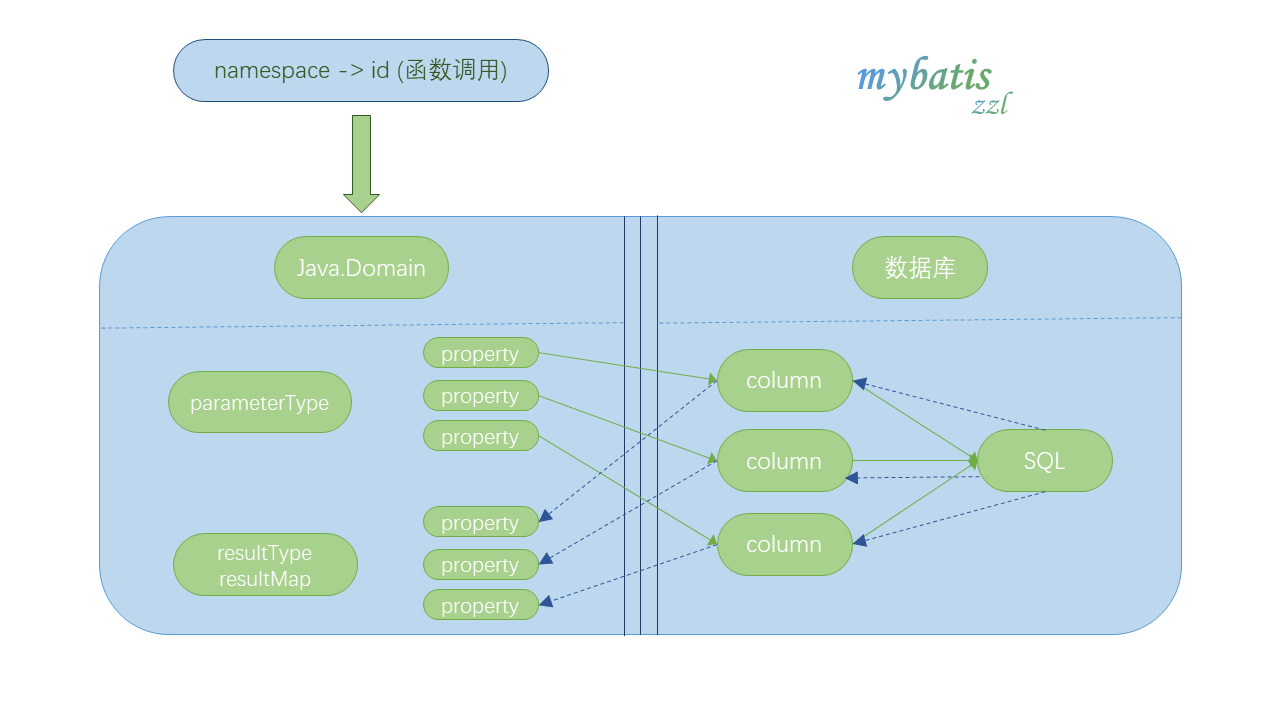 namespace -> id (函数调用)
mybatis
zzl
Java.Domain
数据库
parameterType
property
property
property
column
column
column
SQL
resultType
resultMap
property
property
property